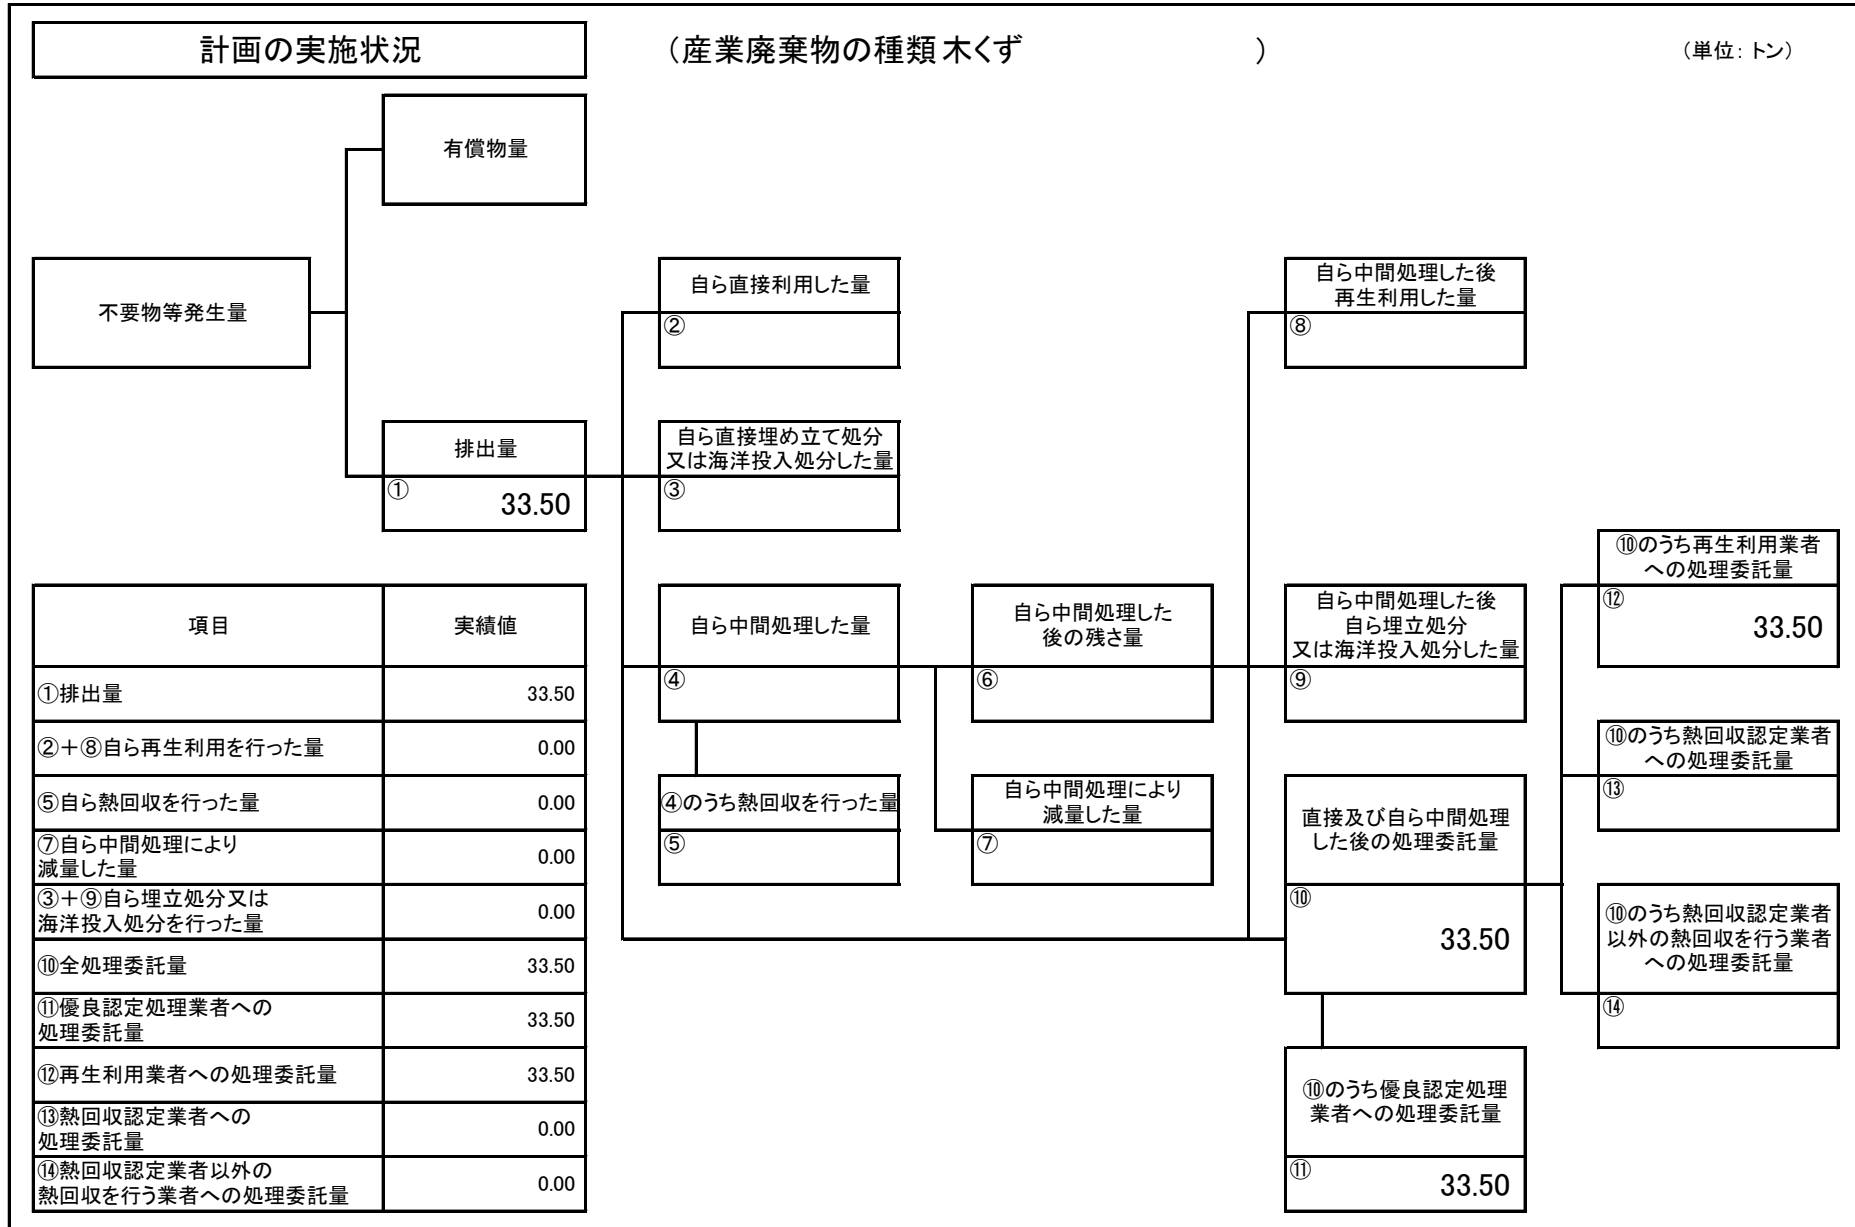 計画の実施状況
（産業廃棄物の種類 木くず　　　　　　　　）
（単位：トン）
有償物量
不要物等発生量
自ら直接利用した量
②
自ら中間処理した後
再生利用した量
⑧
排出量
① 33.50
自ら直接埋め立て処分
又は海洋投入処分した量
③
⑩のうち再生利用業者
への処理委託量
⑫ 33.50
自ら中間処理した量
④
自ら中間処理した
後の残さ量
⑥
自ら中間処理した後
自ら埋立処分
又は海洋投入処分した量
⑨
⑩のうち熱回収認定業者
への処理委託量
⑬
④のうち熱回収を行った量
⑤
自ら中間処理により
減量した量
⑦
直接及び自ら中間処理
した後の処理委託量
⑩ 33.50
⑩のうち熱回収認定業者
以外の熱回収を行う業者
への処理委託量
⑭
⑩のうち優良認定処理
業者への処理委託量
⑪ 33.50
項目 実績値
①排出量 33.50
②＋⑧自ら再生利用を行った量 0.00
⑤自ら熱回収を行った量 0.00
⑦自ら中間処理により
減量した量 0.00
③＋⑨自ら埋立処分又は
海洋投入処分を行った量 0.00
⑩全処理委託量 33.50
⑪優良認定処理業者への
処理委託量 33.50
⑫再生利用業者への処理委託量 33.50
⑬熱回収認定業者への
処理委託量 0.00
⑭熱回収認定業者以外の
熱回収を行う業者への処理委託量 0.00